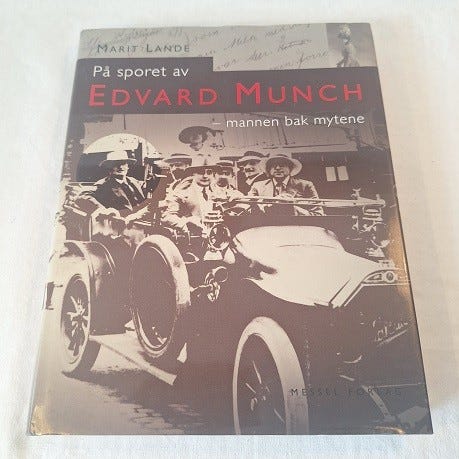 MARIT LANDE
På sporet av
EDVARD MUNCH
– mannen bak mytene
MESSEL FORLAG